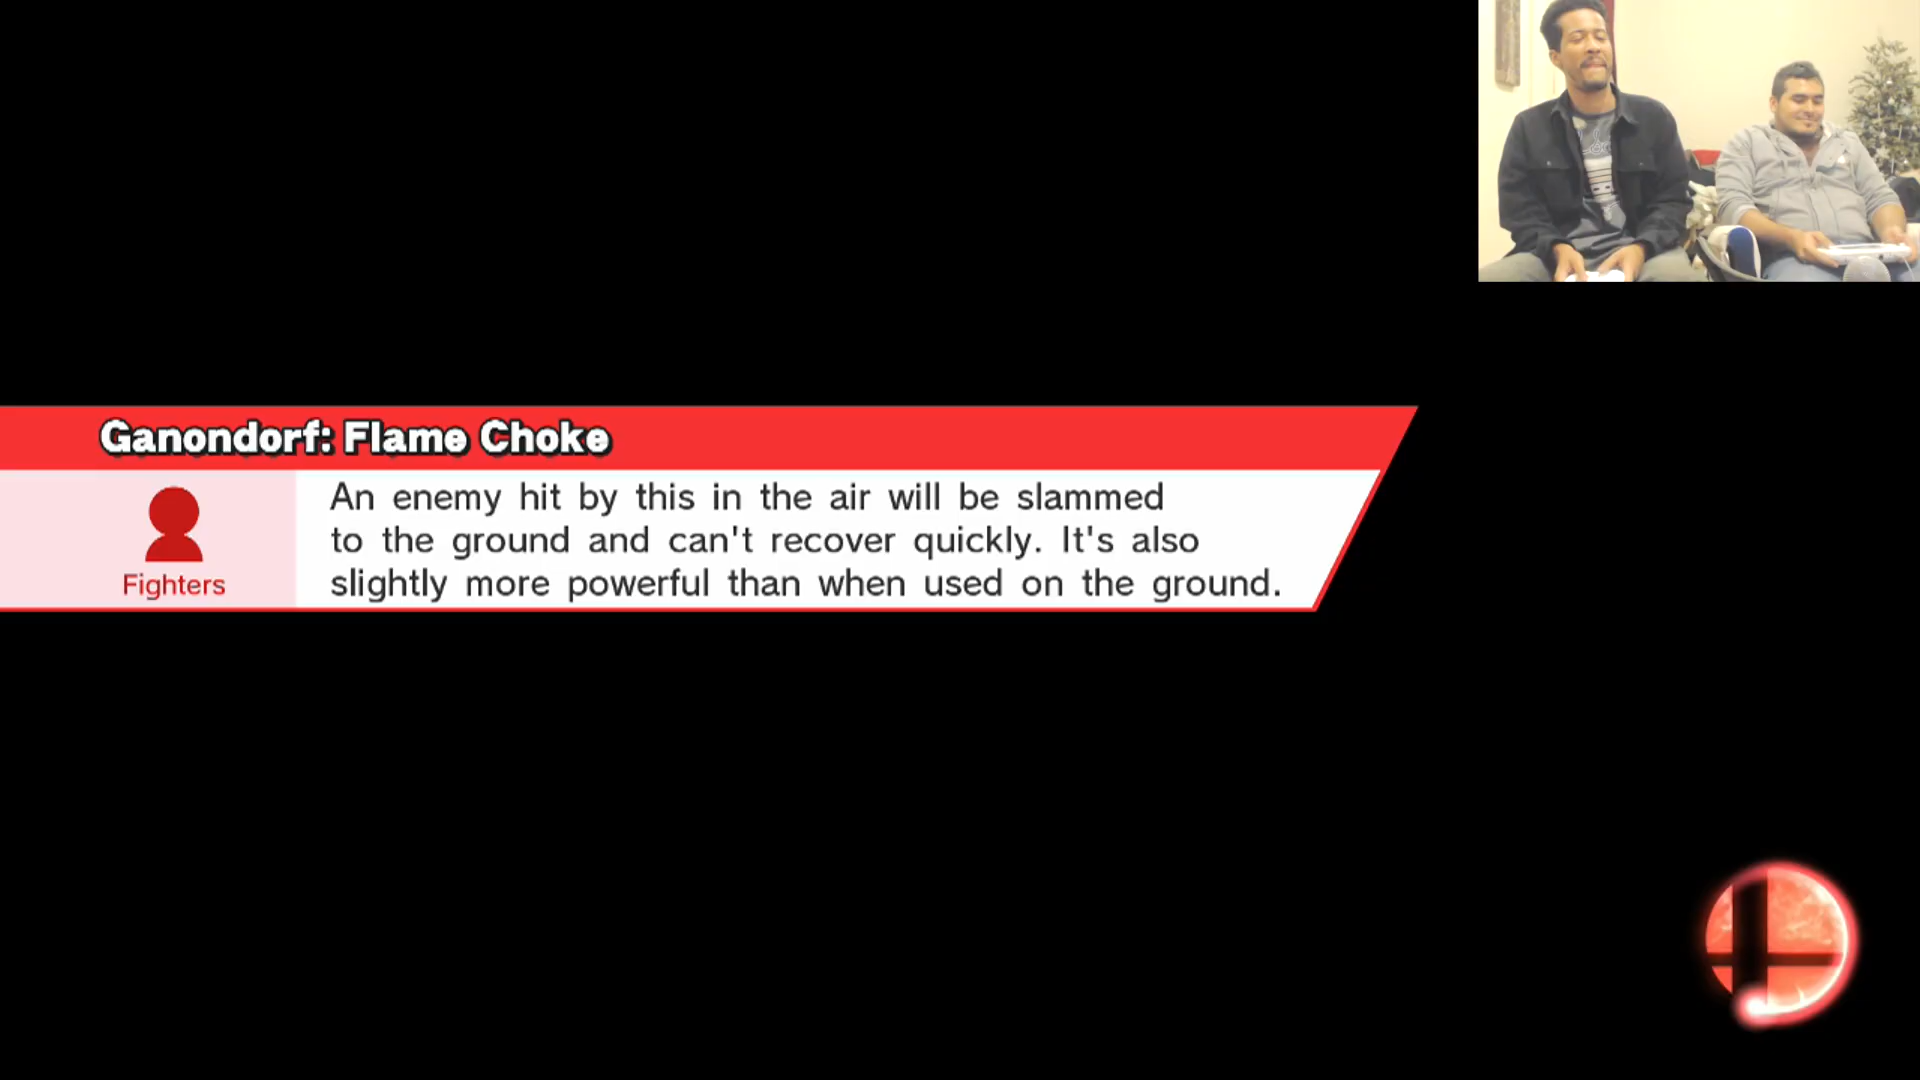 Ganondorf: Flame Choke
An enemy hit by this in the air will be slammed
to the ground and can't recover quickly. It's also
slightly more powerful than when used on the ground.
Fighters